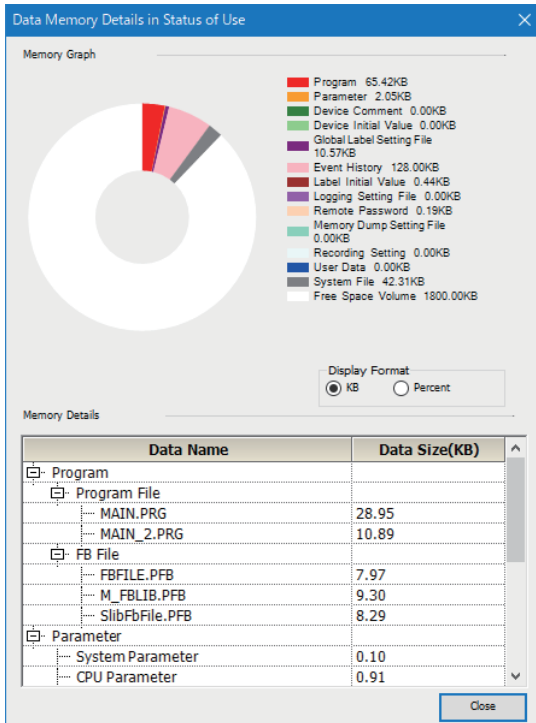 Data Memory Details in Status of Use
Memory Graph
Program 65.42KB
Parameter 2.05KB
Device Comment 0.00KB
Device Initial Value 0.00KB
Global Label Setting File
10.57KB
Event History 128.00KB
Label Initial Value 0.44KB
Logging Setting File 0.00KB
Remote Password 0.19KB
Memory Dump Setting File
0.00KB
Recording Setting 0.00KB
User Data 0.00KB
System File 42.31KB
Free Space Volume 1800.00KB
Display Format
KB Percent
Memory Details
Data Name Data Size(KB)
Program
Program File
MAIN.PRG 28.95
MAIN_2.PRG 10.89
FB File
FBFILE.PFB 7.97
M_FBLIB.PFB 9.30
SlibFbFile.PFB 8.29
Parameter
System Parameter 0.10
CPU Parameter 0.91
Close